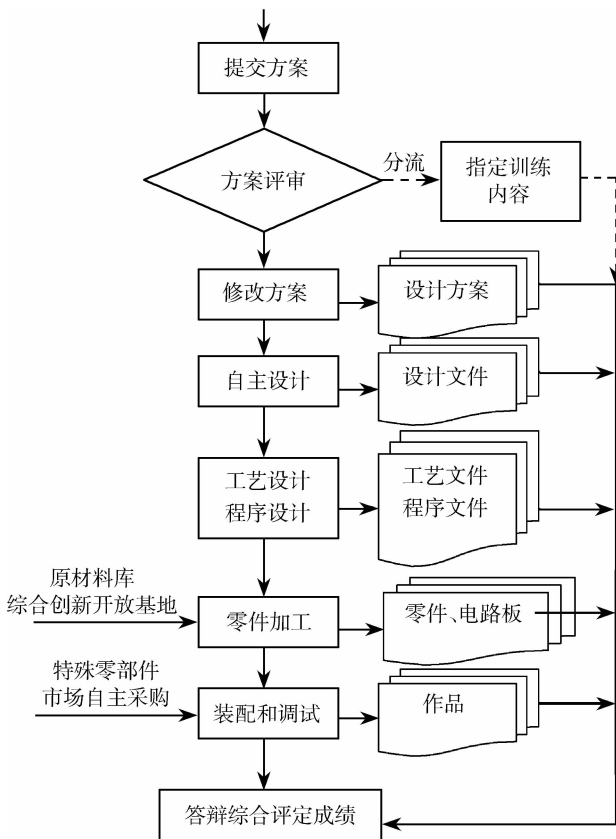 提交方案
方案评审
分流
指定训练
内容
修改方案
设计方案
自主设计
设计文件
工艺设计
程序设计
工艺文件
程序文件
原材料库
综合创新开放基地
零件加工
零件、电路板
特殊零部件
市场自主采购
装配和调试
作品
答辩综合评定成绩